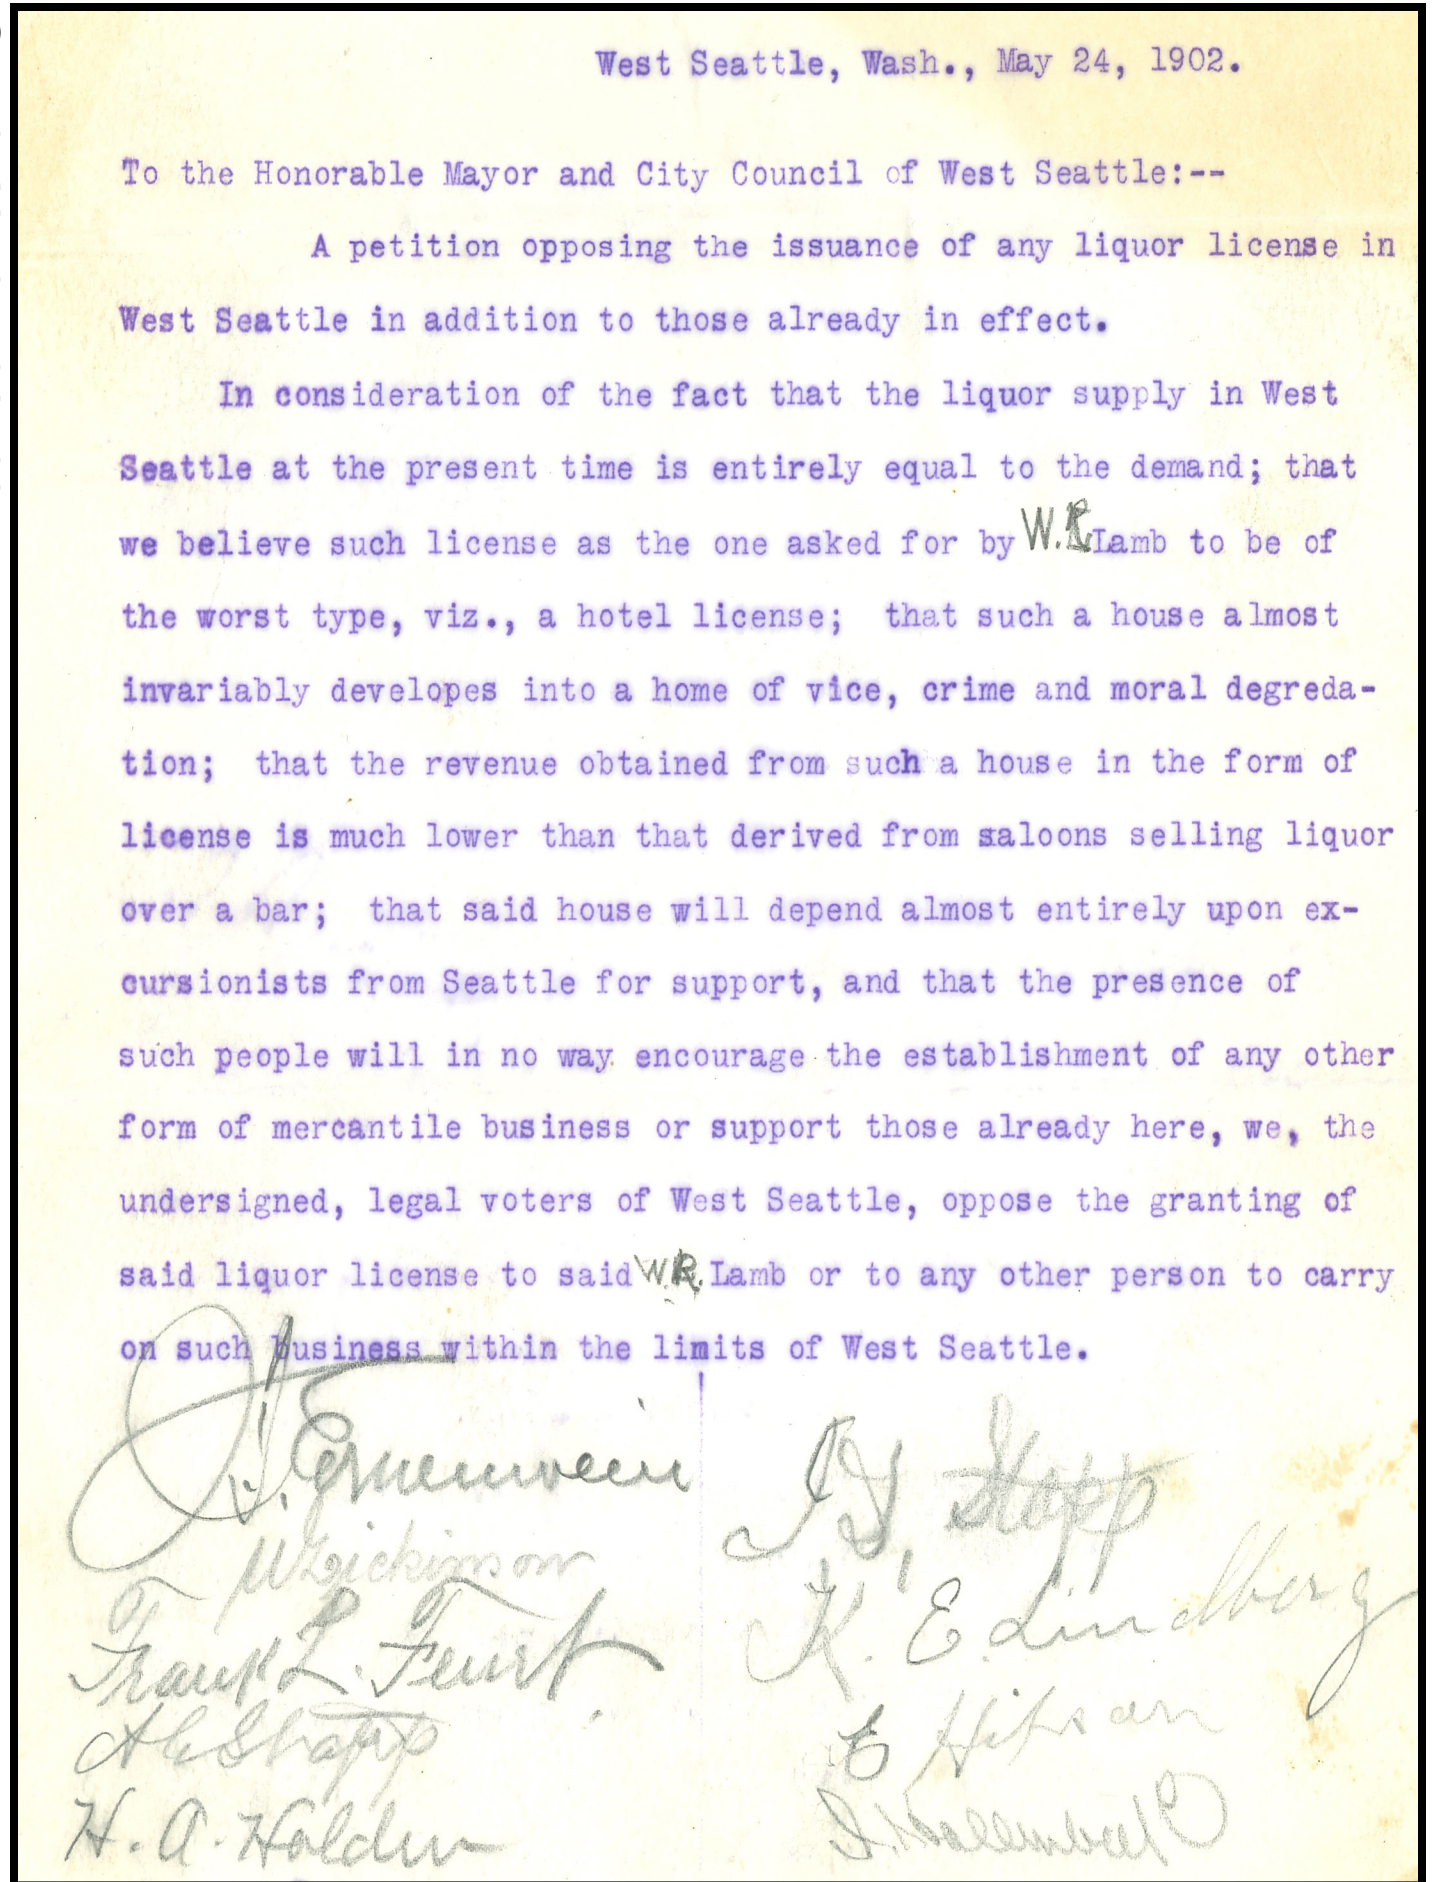 West Seattle, Wash., May 24, 1902.
To the Honorable Mayor and City Council of West Seattle:--
A petition opposing the issuance of any liquor license in
West Seattle in addition to those already in effect.
In consideration of the fact that the liquor supply in West
Seattle at the present time is entirely equal to the demand; that
we believe such license as the one asked for by W.R. Lamb to be of
the worst type, viz., a hotel license; that such a house almost
invariably developes into a home of vice, crime and moral degreda-
tion; that the revenue obtained from such a house in the form of
license is much lower than that derived from saloons selling liquor
over a bar; that said house will depend almost entirely upon ex-
cursionists from Seattle for support, and that the presence of
such people will in no way encourage the establishment of any other
form of mercantile business or support those already here, we, the
undersigned, legal voters of West Seattle, oppose the granting of
said liquor license to said W.R. Lamb or to any other person to carry
on such business within the limits of West Seattle.
Dickinson
Frank L. Feurt
H. A. Holden
Stapp
K. E. Lindberg